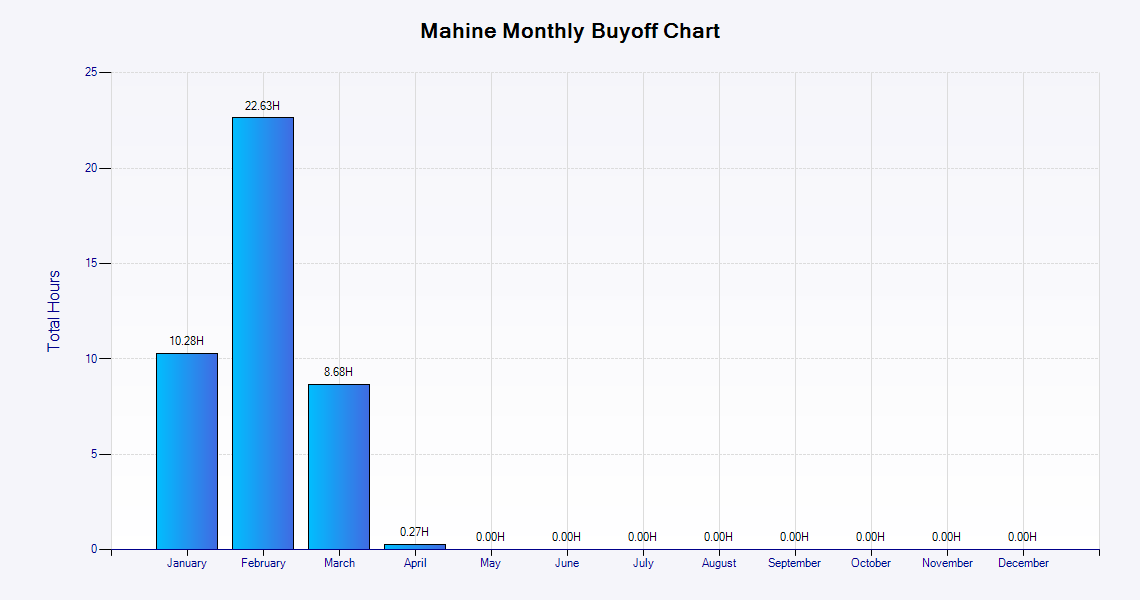 Mahine Monthly Buyoff Chart
Total Hours
25
20
15
10
5
0
10.28H
22.63H
8.68H
0.27H
0.00H
0.00H
0.00H
0.00H
0.00H
0.00H
0.00H
0.00H
January February March April May June July August September October November December